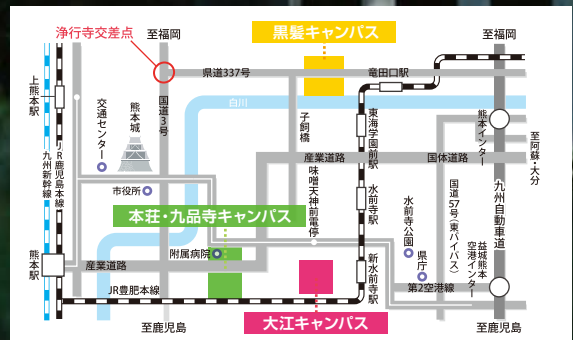 浄行寺交差点
至福岡
黒髪キャンパス
至福岡
県道337号
竜田口駅
上熊本駅
交通センター
熊本城
国道3号
白川
子飼橋
東海学園前駅
熊本インター
至阿蘇・大分
九州新幹線
JR鹿児島本線
産業道路
国体道路
市役所
味噌天神前電停
水前寺駅
水前寺公園
国道57号(東バイパス)
九州自動車道
本荘・九品寺キャンパス
県庁
益城熊本空港インター
熊本駅
産業道路
附属病院
新水前寺駅
第2空港線
JR豊肥本線
至鹿児島
大江キャンパス
至鹿児島